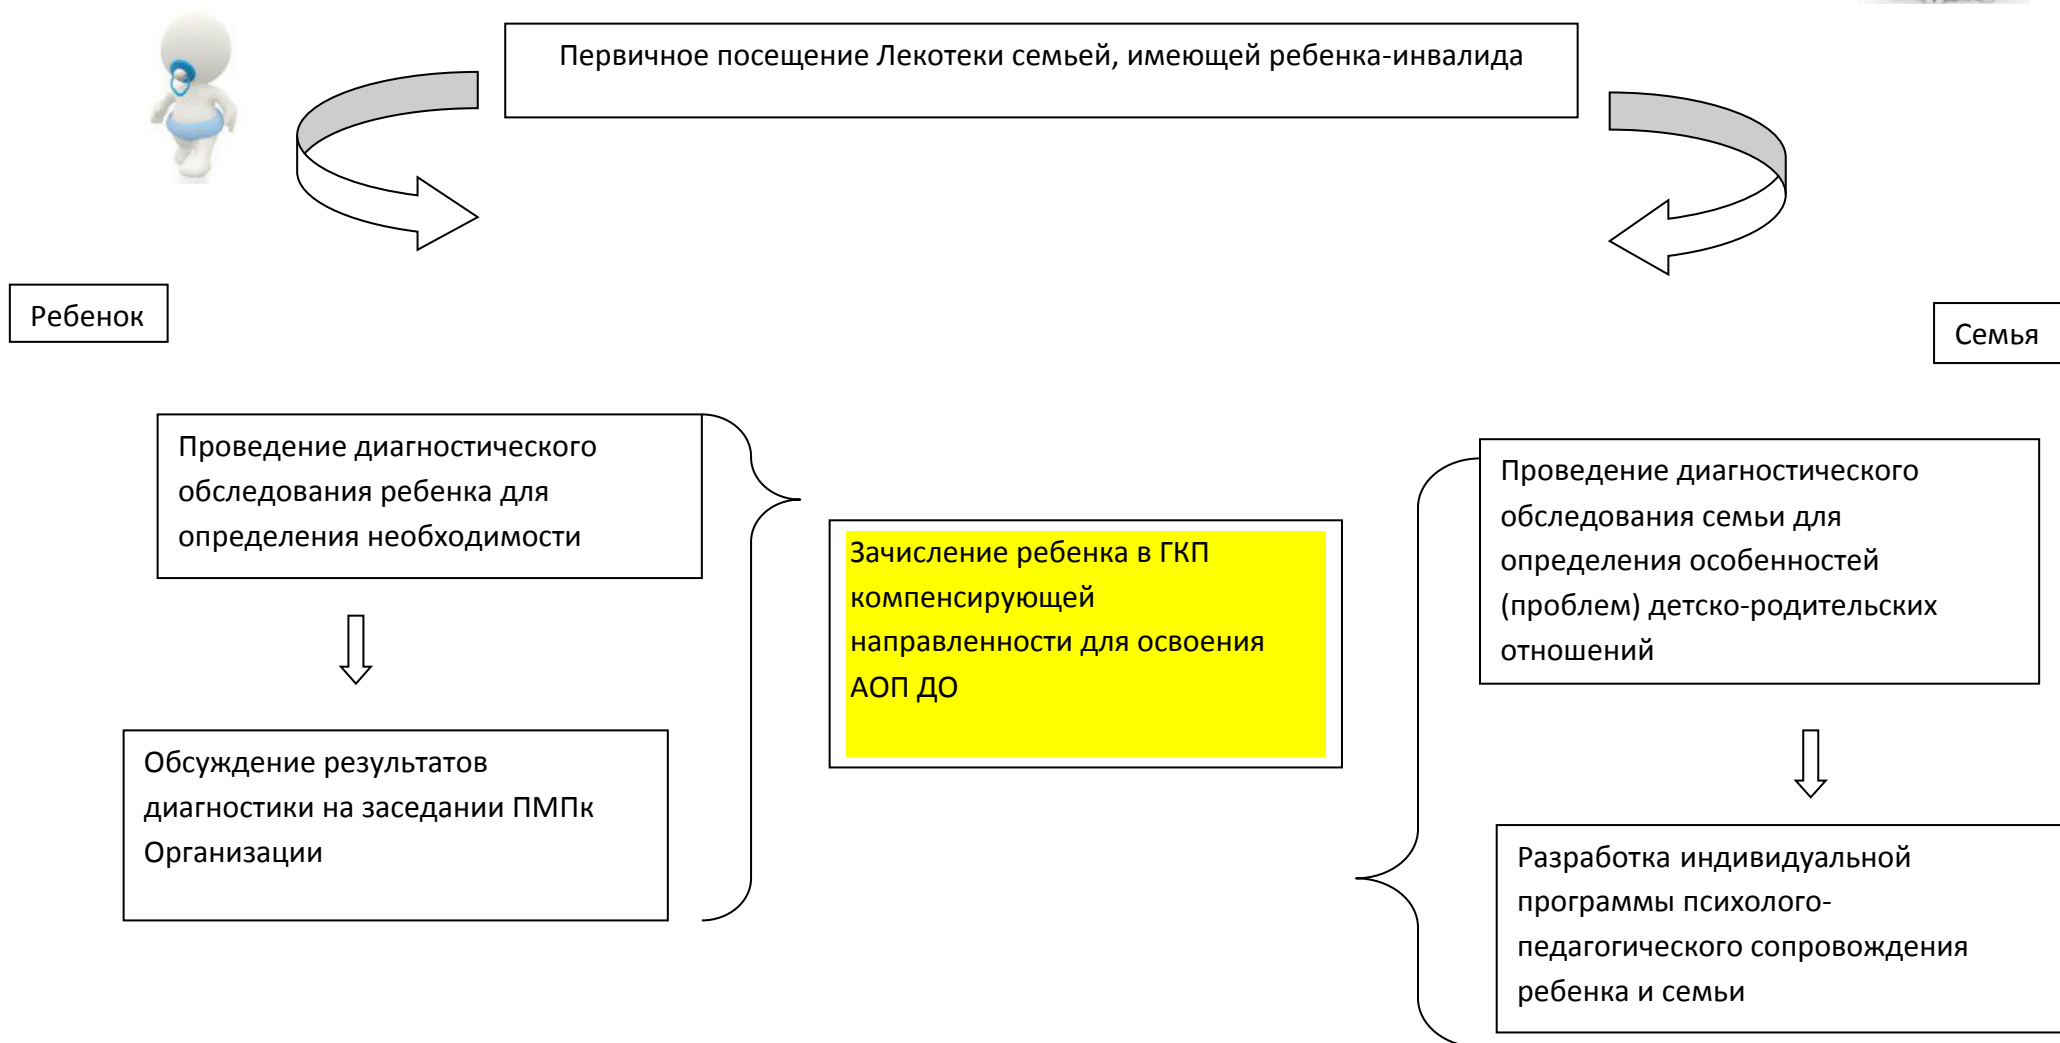 Первичное посещение Лекотеки семьей, имеющей ребенка-инвалида
Ребенок
Семья
Проведение диагностического
обследования ребенка для
определения необходимости
Обсуждение результатов
диагностики на заседании ПМПк
Организации
Зачисление ребенка в ГКП
компенсирующей
направленности для освоения
АОП ДО
Проведение диагностического
обследования семьи для
определения особенностей
(проблем) детско-родительских
отношений
Разработка индивидуальной
программы психолого-
педагогического сопровождения
ребенка и семьи